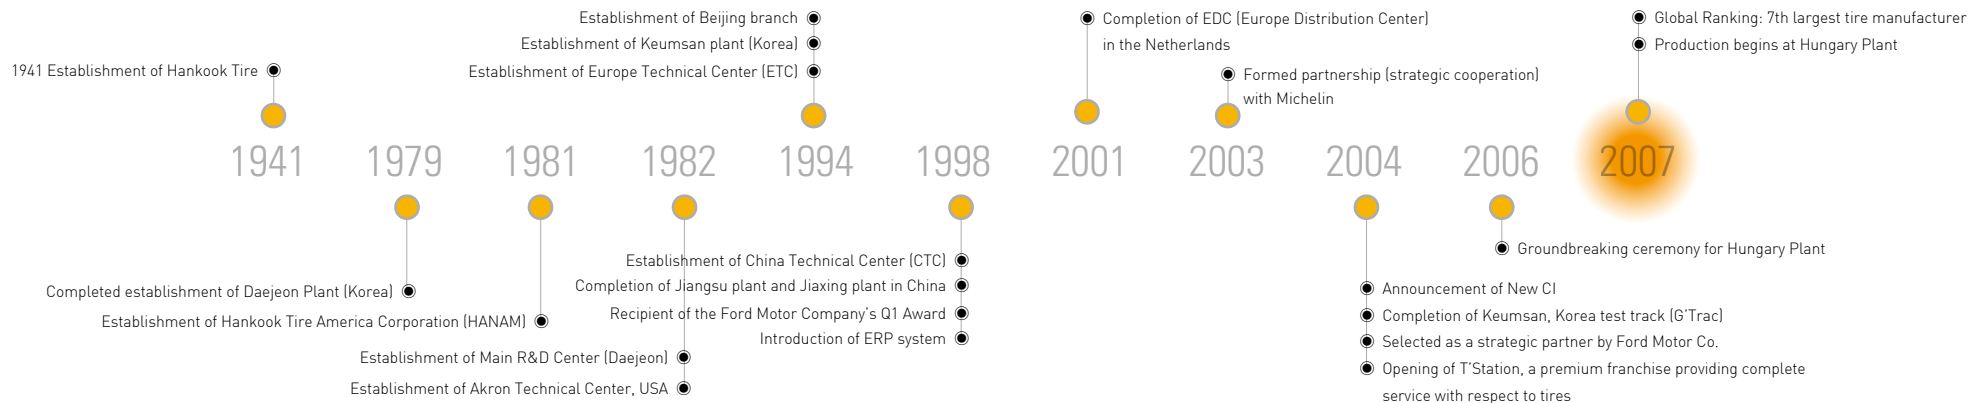 Establishment of Beijing branch
Establishment of Keumsan plant (Korea)
1941 Establishment of Hankook Tire
Establishment of Europe Technical Center (ETC)
Completion of EDC (Europe Distribution Center)
in the Netherlands
Formed partnership (strategic cooperation)
with Michelin
Global Ranking: 7th largest tire manufacturer
Production begins at Hungary Plant
1941 1979 1981 1982 1994 1998 2001 2003 2004 2006 2007
Completed establishment of Daejeon Plant (Korea)
Establishment of Hankook Tire America Corporation (HANAM)
Establishment of Main R&D Center (Daejeon)
Establishment of Akron Technical Center, USA
Establishment of China Technical Center (CTC)
Completion of Jiangsu plant and Jiaxing plant in China
Recipient of the Ford Motor Company's Q1 Award
Introduction of ERP system
Announcement of New CI
Completion of Keumsan, Korea test track (G'Trac)
Selected as a strategic partner by Ford Motor Co.
Opening of T'Station, a premium franchise providing complete
service with respect to tires
Groundbreaking ceremony for Hungary Plant